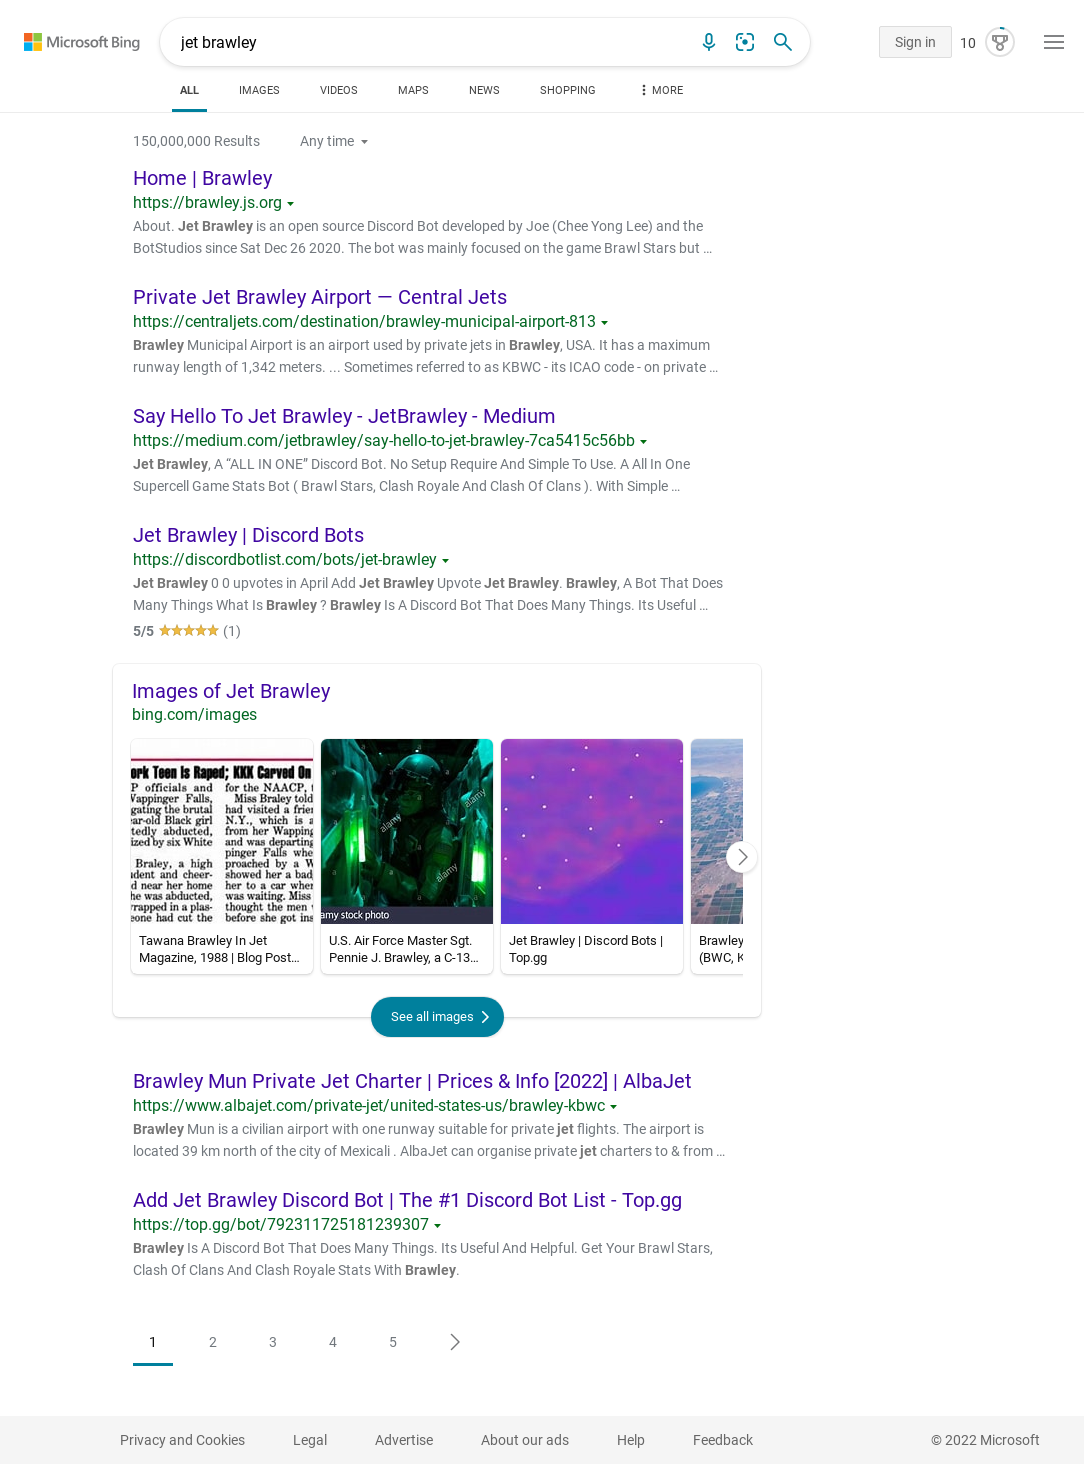 Microsoft Bing
jet brawley
Sign in
10
ALL
IMAGES
VIDEOS
MAPS
NEWS
SHOPPING
MORE
150,000,000 Results
Any time
Home | Brawley
https://brawley.js.org
About. Jet Brawley is an open source Discord Bot developed by Joe (Chee Yong Lee) and the
BotStudios since Sat Dec 26 2020. The bot was mainly focused on the game Brawl Stars but …
Private Jet Brawley Airport — Central Jets
https://centraljets.com/destination/brawley-municipal-airport-813
Brawley Municipal Airport is an airport used by private jets in Brawley, USA. It has a maximum
runway length of 1,342 meters. ... Sometimes referred to as KBWC - its ICAO code - on private …
Say Hello To Jet Brawley - JetBrawley - Medium
https://medium.com/jetbrawley/say-hello-to-jet-brawley-7ca5415c56bb
Jet Brawley, A “ALL IN ONE” Discord Bot. No Setup Require And Simple To Use. A All In One
Supercell Game Stats Bot ( Brawl Stars, Clash Royale And Clash Of Clans ). With Simple …
Jet Brawley | Discord Bots
https://discordbotlist.com/bots/jet-brawley
Jet Brawley 0 0 upvotes in April Add Jet Brawley Upvote Jet Brawley. Brawley, A Bot That Does
Many Things What Is Brawley ? Brawley Is A Discord Bot That Does Many Things. Its Useful …
5/5 (1)
Images of Jet Brawley
bing.com/images
ork Teen Is Raped; KKK Carved On
P officials and
Wappinger Falls,
gating the brutal
ear-old Black girl
tedly abducted,
ized by six White
Braley, a high
dent and cheer-
d near her home
he was abducted,
wrapped in a plas-
eone had cut the
for the NAACP, t
Miss Braley told
had visited a frien
N.Y., which is a
from her Wapping
and was departing
pinger Falls whe
proached by a W
showed her a bad
her to a car wher
was waiting. Miss
thought the men w
before she got ins
a
alamy
alamy
alamy
amy stock photo
Tawana Brawley In Jet
Magazine, 1988 | Blog Post…
U.S. Air Force Master Sgt.
Pennie J. Brawley, a C-13…
Jet Brawley | Discord Bots |
Top.gg
Brawley
(BWC, K
See all images
Brawley Mun Private Jet Charter | Prices & Info [2022] | AlbaJet
https://www.albajet.com/private-jet/united-states-us/brawley-kbwc
Brawley Mun is a civilian airport with one runway suitable for private jet flights. The airport is
located 39 km north of the city of Mexicali . AlbaJet can organise private jet charters to & from …
Add Jet Brawley Discord Bot | The #1 Discord Bot List - Top.gg
https://top.gg/bot/792311725181239307
Brawley Is A Discord Bot That Does Many Things. Its Useful And Helpful. Get Your Brawl Stars,
Clash Of Clans And Clash Royale Stats With Brawley.
1
2
3
4
5
Privacy and Cookies
Legal
Advertise
About our ads
Help
Feedback
© 2022 Microsoft